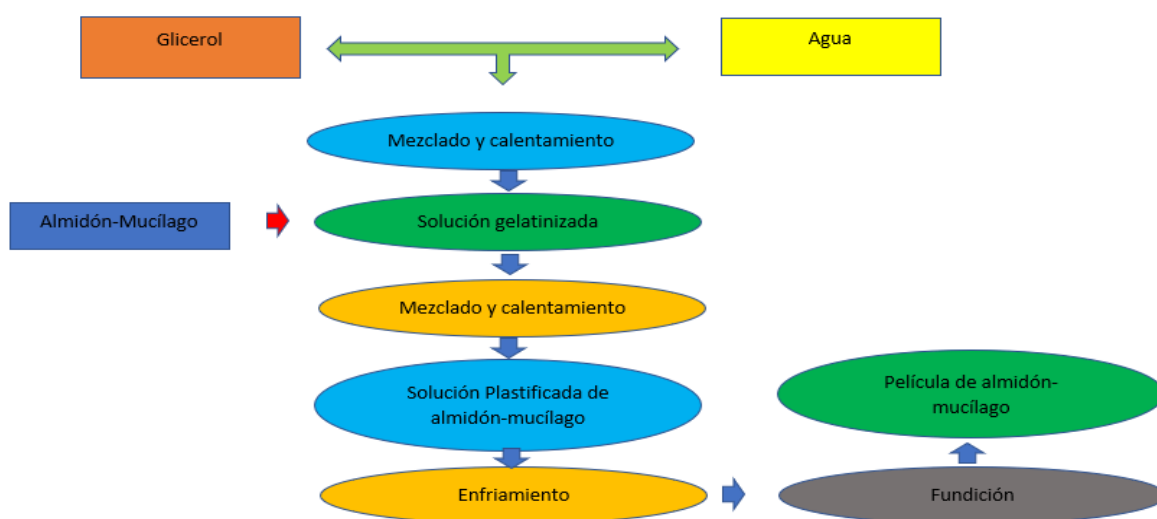 Glicerol
Agua
Mezclado y calentamiento
Almidón-Mucílago
Solución gelatinizada
Mezclado y calentamiento
Solución Plastificada de
almidón-mucílago
Película de almidón-
mucílago
Enfriamiento
Fundición